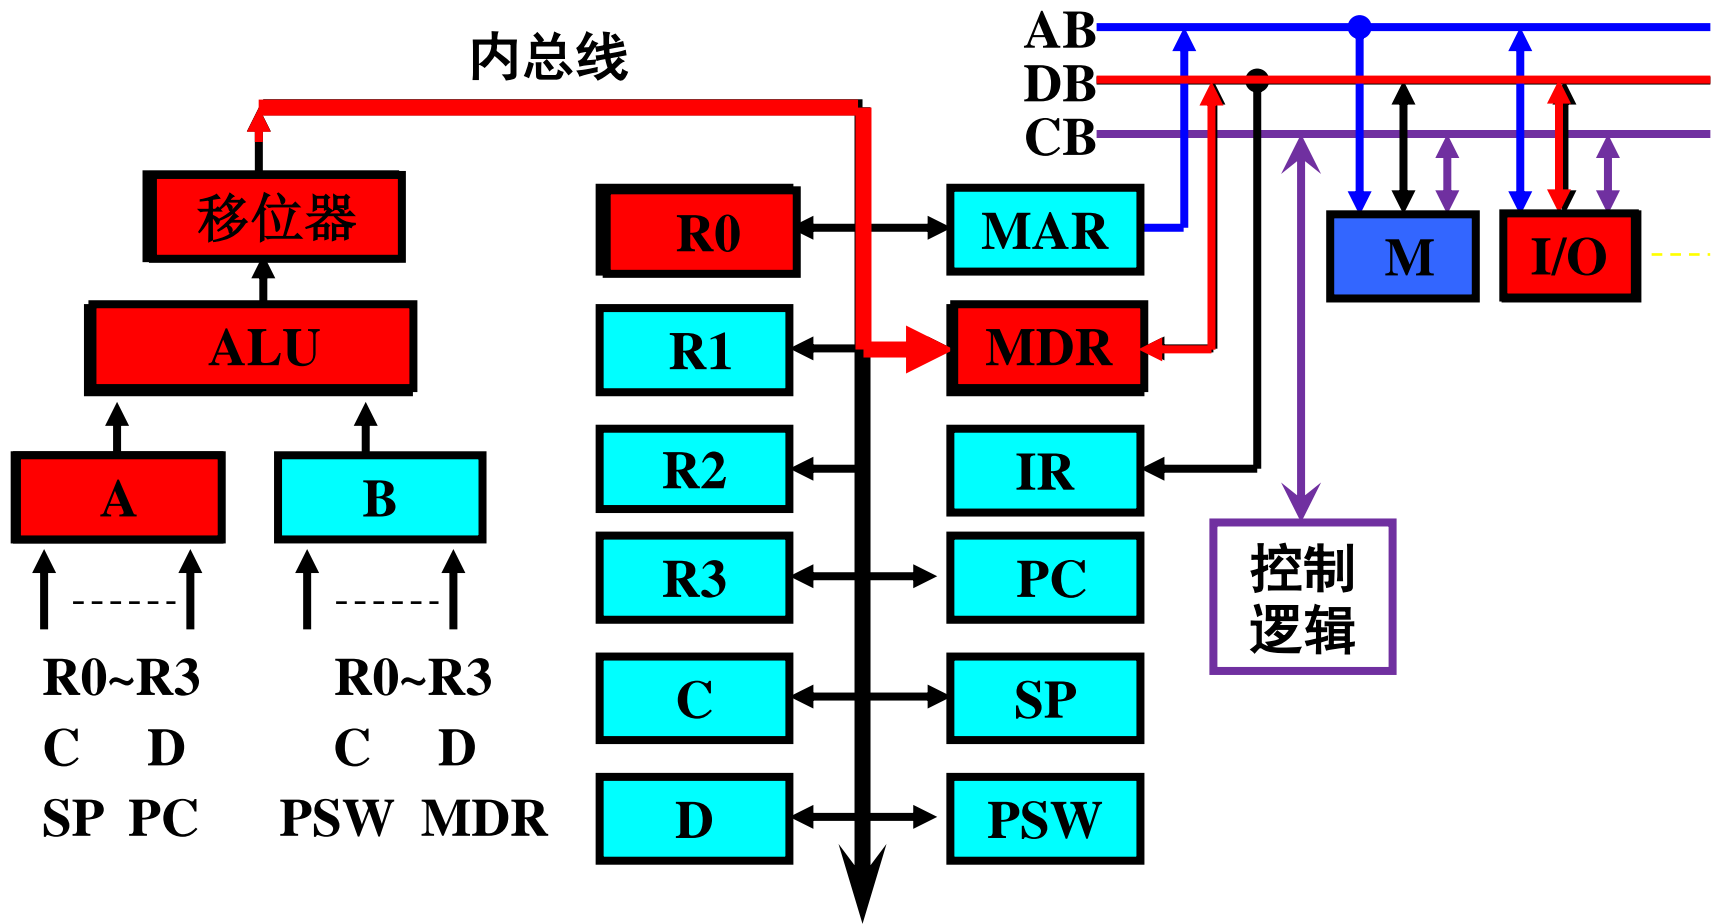 内总线
AB
DB
CB
移位器
ALU
A
B
R0~R3
C D
SP PC
R0~R3
C D
PSW MDR
R0
R1
R2
R3
C
D
MAR
MDR
IR
PC
SP
PSW
M
I/O
控制
逻辑